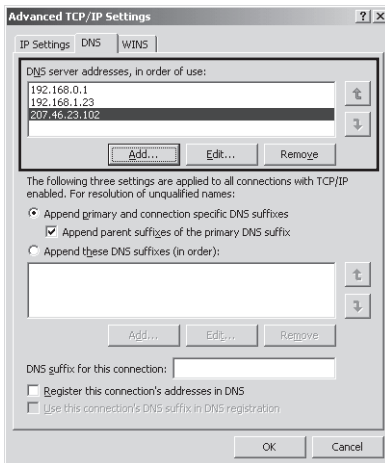 Advanced TCP/IP Settings
IP Settings DNS WINS
DNS server addresses, in order of use:
192.168.0.1
192.168.1.23
207.46.23.102
Add... Edit... Remove
The following three settings are applied to all connections with TCP/IP
enabled. For resolution of unqualified names:
Append primary and connection specific DNS suffixes
Append parent suffixes of the primary DNS suffix
Append these DNS suffixes (in order):
Add... Edit... Remove
DNS suffix for this connection:
Register this connection's addresses in DNS
Use this connection's DNS suffix in DNS registration
OK Cancel